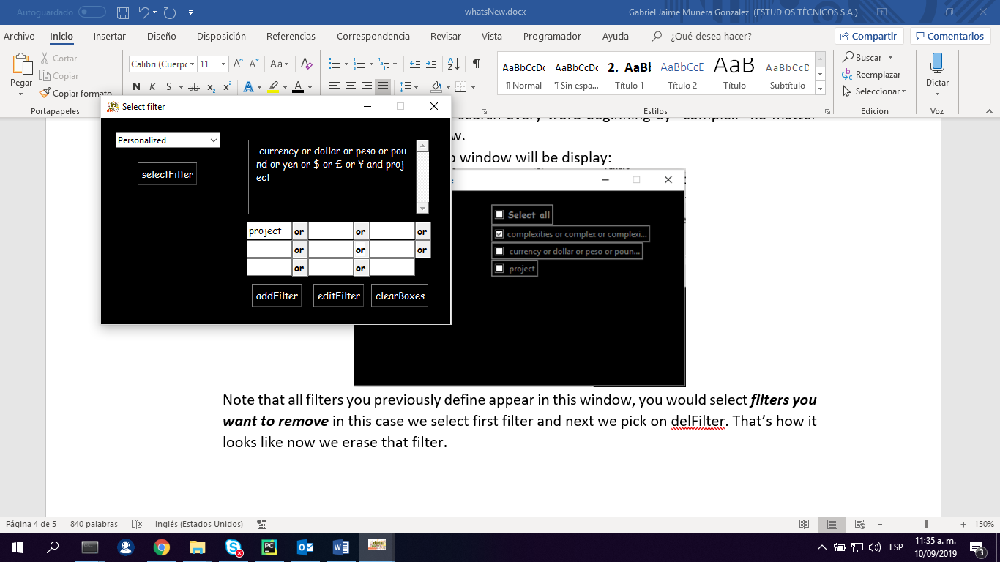 Autoguardado
whatsNew.docx
Gabriel Jaime Munera Gonzalez (ESTUDIOS TÉCNICOS S.A.)
Archivo Inicio Insertar Diseño Disposición Referencias Correspondencia Revisar Vista Programador Ayuda ¿Qué desea hacer? Compartir Comentarios
Pegar
Cortar
Copiar
Copiar formato
Portapapeles
Calibri (Cuerpo 11
N K S ab x₂ x²
AaBbCcDc AaBbCcDc 2. AaBl AaBbCcD AaB AaBbCcD
¶ Normal ¶ Sin espa... Título 1 Título 2 Título Subtítulo
Estilos
Buscar
Reemplazar
Seleccionar
Edición
Dictar
Voz
Select filter
Personalized
selectFilter
currency or dollar or peso or pou
nd or yen or $ or £ or ¥ and proj
ect
project or or or
or or or
or or
addFilter editFilter clearBoxes
search every word beginning by "complex" no matter
window will be display:
Select all
complexities or complex or complexi...
currency or dollar or peso or poun...
project
Note that all filters you previously define appear in this window, you would select filters you
want to remove in this case we select first filter and next we pick on delFilter. That's how it
looks like now we erase that filter.
Página 4 de 5 840 palabras Inglés (Estados Unidos) 150%
ESP
11:35 a. m.
10/09/2019
3